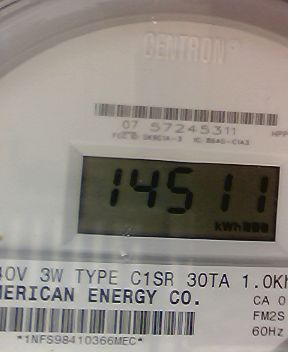 CENTRON®
07 57245311
14511
kWh
40V 3W TYPE C1SR 30TA 1.0Kh
MERICAN ENERGY CO.
CA 0
FM2S
60Hz
*1NFS98410366MEC*